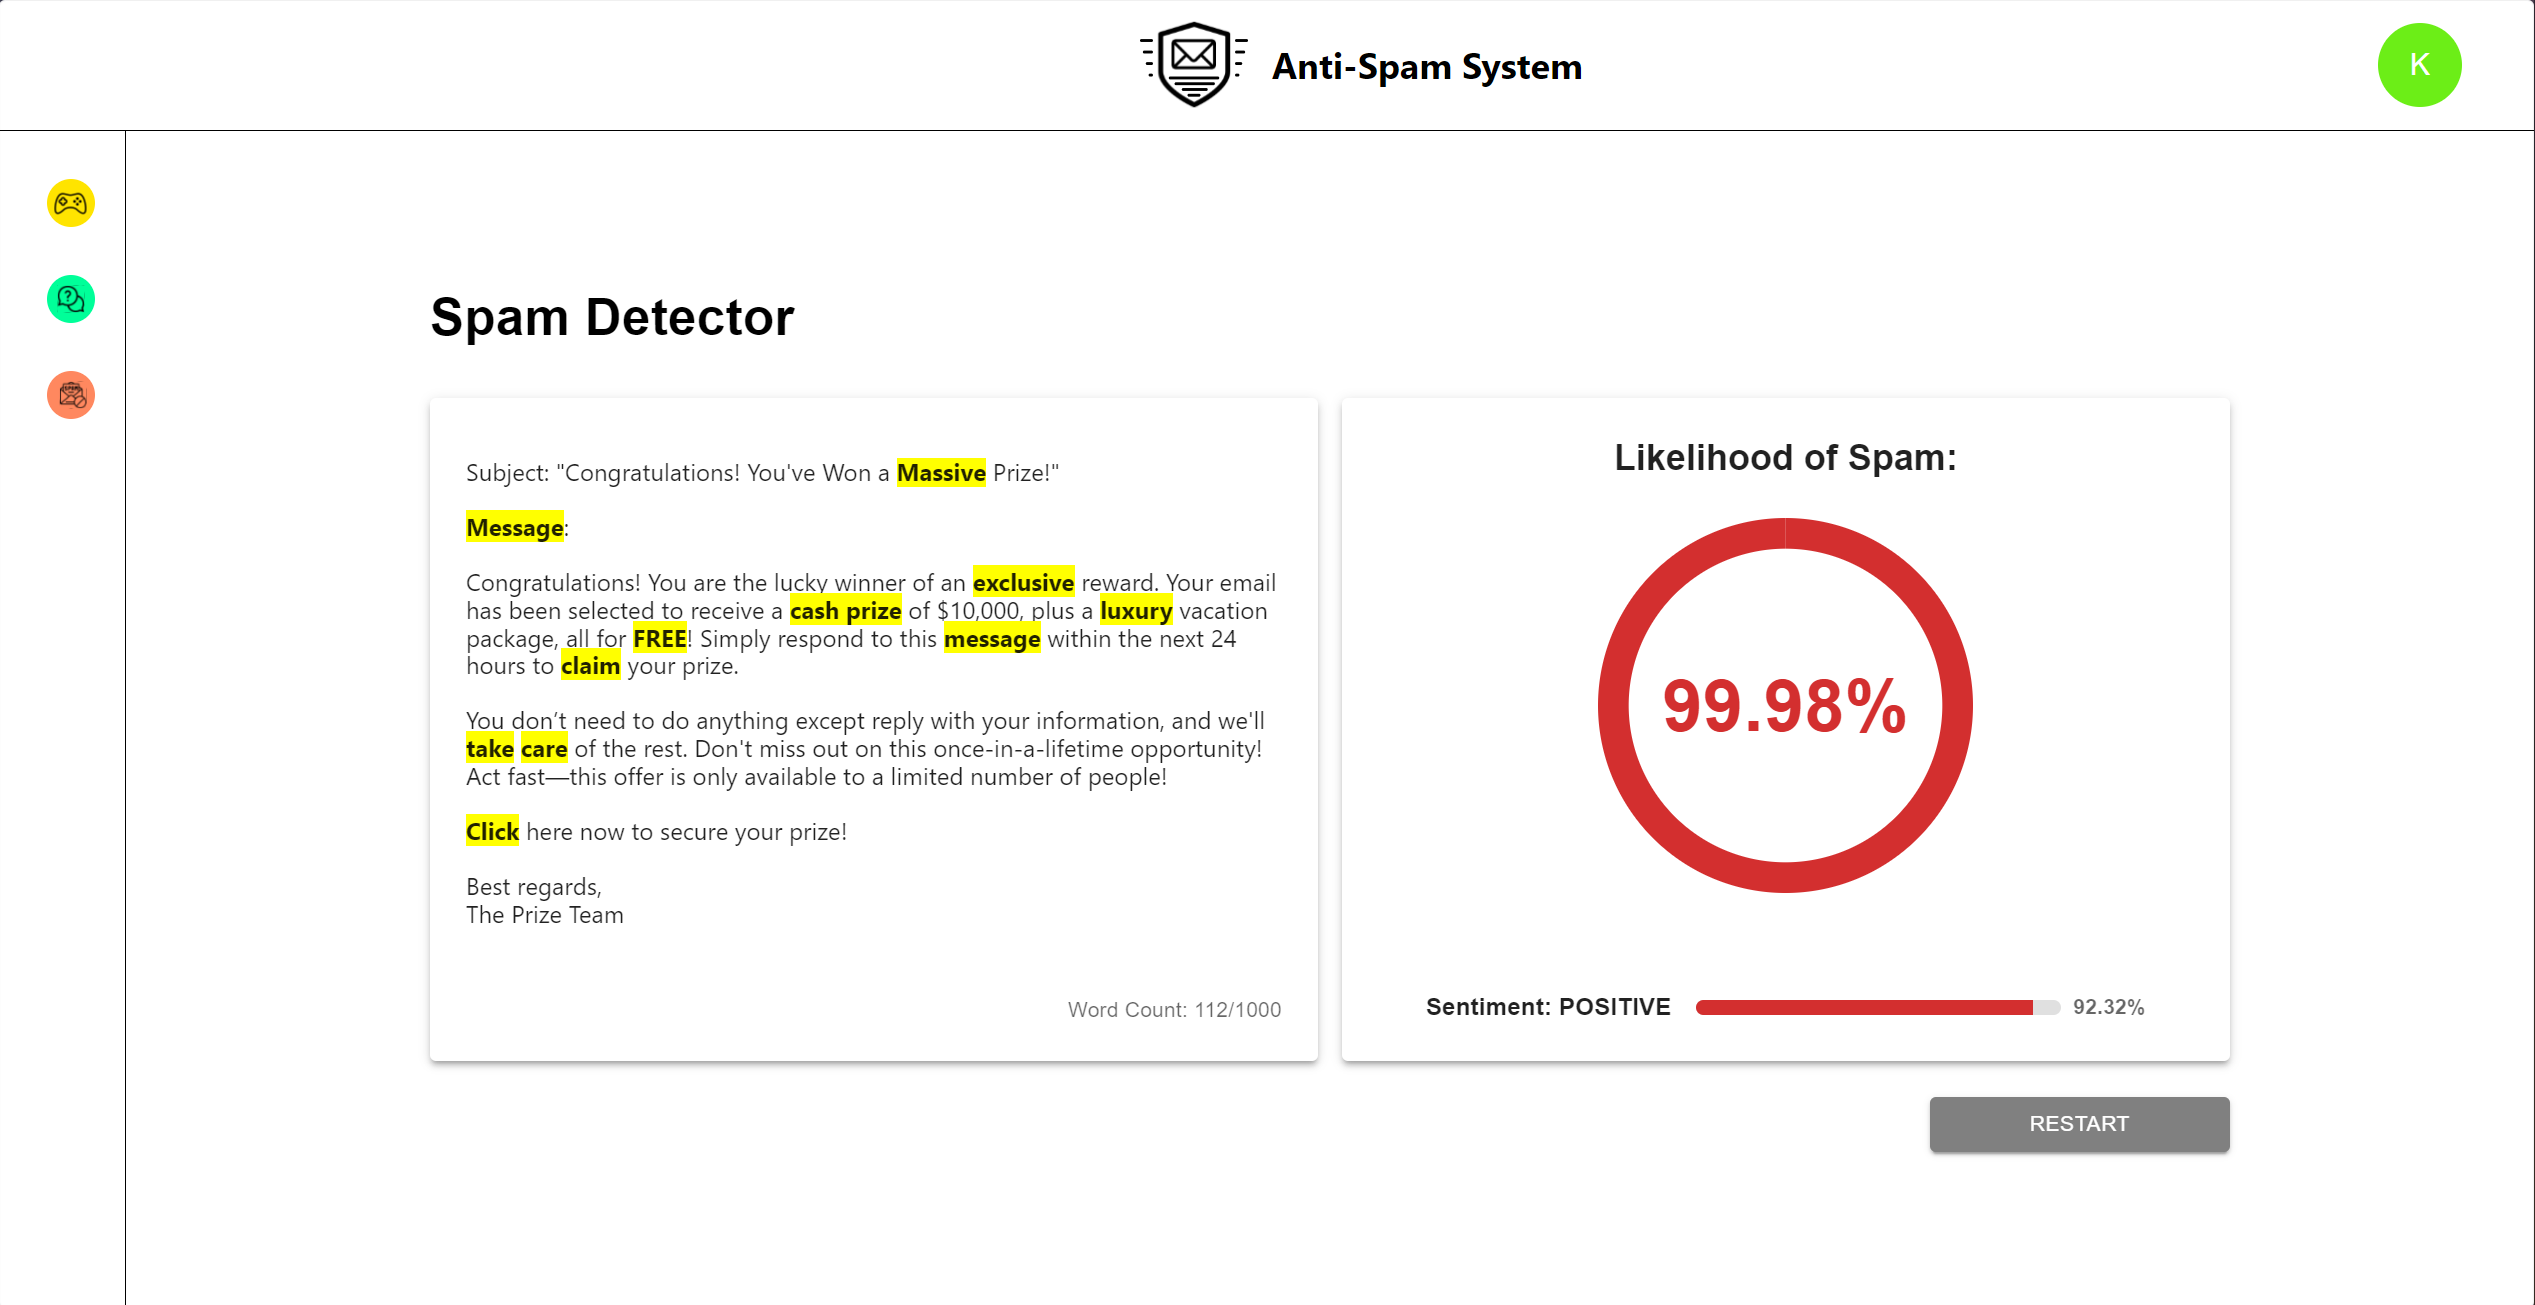 Anti-Spam System
K
Spam Detector
Subject: "Congratulations! You've Won a Massive Prize!"
Message:
Congratulations! You are the lucky winner of an exclusive reward. Your email
has been selected to receive a cash prize of $10,000, plus a luxury vacation
package, all for FREE! Simply respond to this message within the next 24
hours to claim your prize.
You don’t need to do anything except reply with your information, and we'll
take care of the rest. Don't miss out on this once-in-a-lifetime opportunity!
Act fast—this offer is only available to a limited number of people!
Click here now to secure your prize!
Best regards,
The Prize Team
Word Count: 112/1000
Likelihood of Spam:
99.98%
Sentiment: POSITIVE 92.32%
RESTART